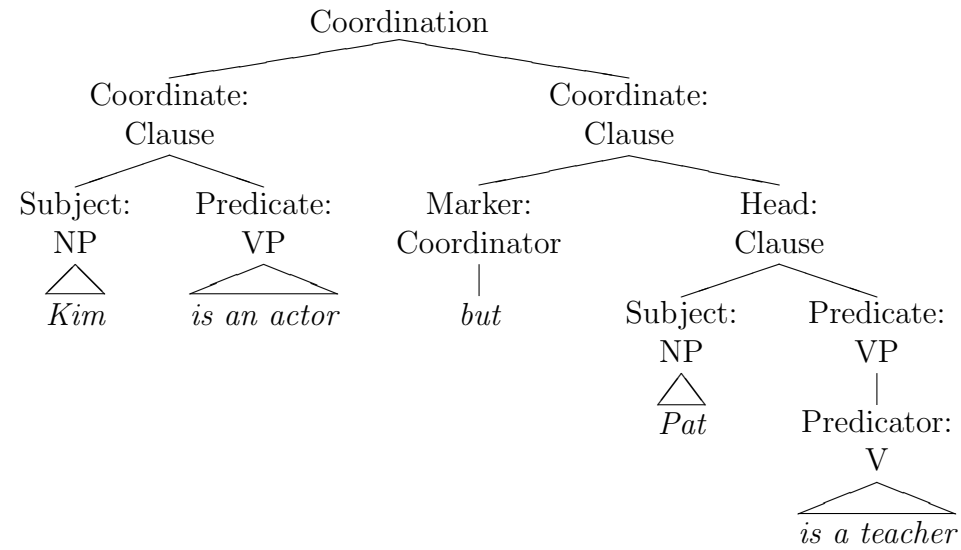 Coordination
Coordinate: Coordinate:
Clause Clause
Subject: Predicate: Marker: Head:
NP VP Coordinator Clause
Kim is an actor but Subject: Predicate:
NP VP
Pat Predicator:
V
is a teacher